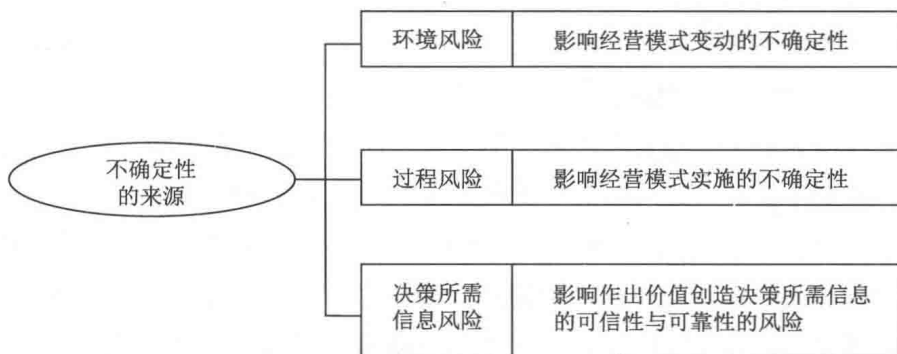 环境风险 影响经营模式变动的不确定性
不确定性
的来源
过程风险 影响经营模式实施的不确定性
决策所需
信息风险
影响作出价值创造决策所需信息
的可信性与可靠性的风险